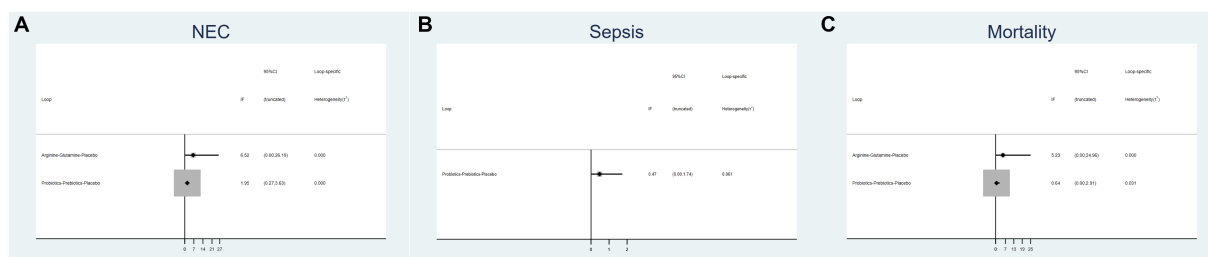 A
NEC
95%CI Loop-specific
Loop IF (truncated) Heterogeneity(τ²)
Arginine-Glutamine-Placebo 6.52 (0.00,26.19) 0.000
Probiotics-Prebiotics-Placebo 1.95 (0.27,3.63) 0.000
0 7 14 21 27
B
Sepsis
95%CI Loop-specific
Loop IF (truncated) Heterogeneity(τ²)
Probiotics-Prebiotics-Placebo 0.47 (0.00,1.74) 0.061
0 1 2
C
Mortality
95%CI Loop-specific
Loop IF (truncated) Heterogeneity(τ²)
Arginine-Glutamine-Placebo 5.23 (0.00,24.96) 0.000
Probiotics-Prebiotics-Placebo 0.64 (0.00,2.91) 0.031
0 7 13 19 25